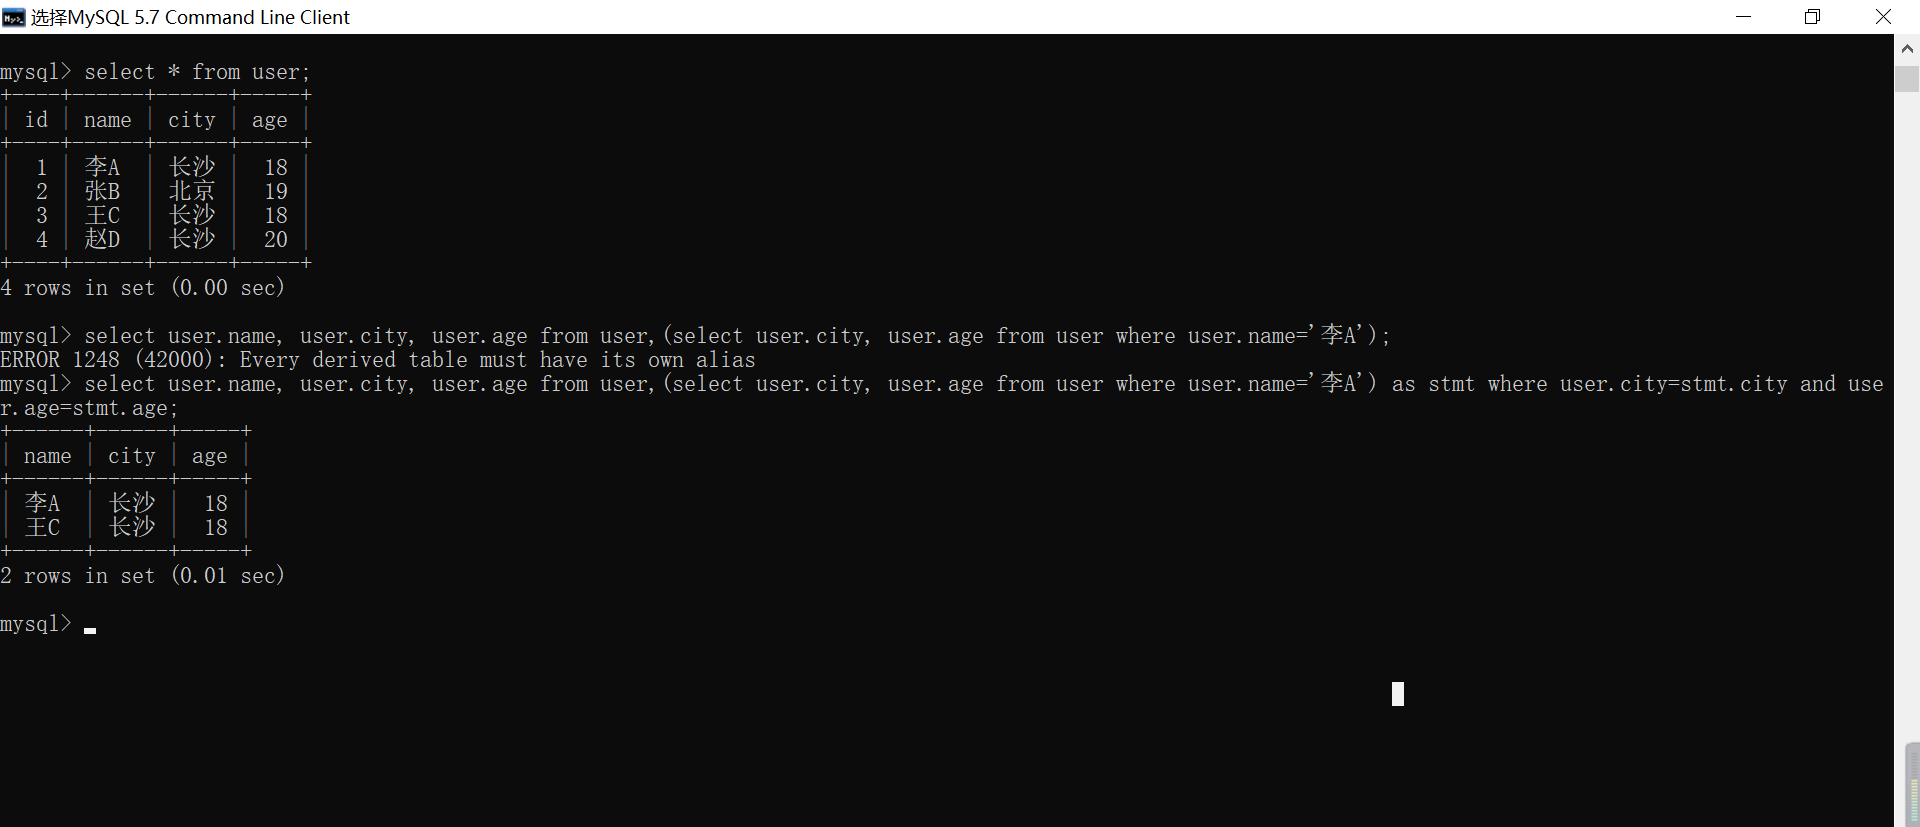 选择MySQL 5.7 Command Line Client
mysql> select * from user;
+----+------+------+-----+
| id | name | city | age |
+----+------+------+-----+
|  1 | 李A  | 长沙 |  18 |
|  2 | 张B  | 北京 |  19 |
|  3 | 王C  | 长沙 |  18 |
|  4 | 赵D  | 长沙 |  20 |
+----+------+------+-----+
4 rows in set (0.00 sec)
mysql> select user.name, user.city, user.age from user,(select user.city, user.age from user where user.name='李A');
ERROR 1248 (42000): Every derived table must have its own alias
mysql> select user.name, user.city, user.age from user,(select user.city, user.age from user where user.name='李A') as stmt where user.city=stmt.city and use
r.age=stmt.age;
+------+------+-----+
| name | city | age |
+------+------+-----+
| 李A  | 长沙 |  18 |
| 王C  | 长沙 |  18 |
+------+------+-----+
2 rows in set (0.01 sec)
mysql>